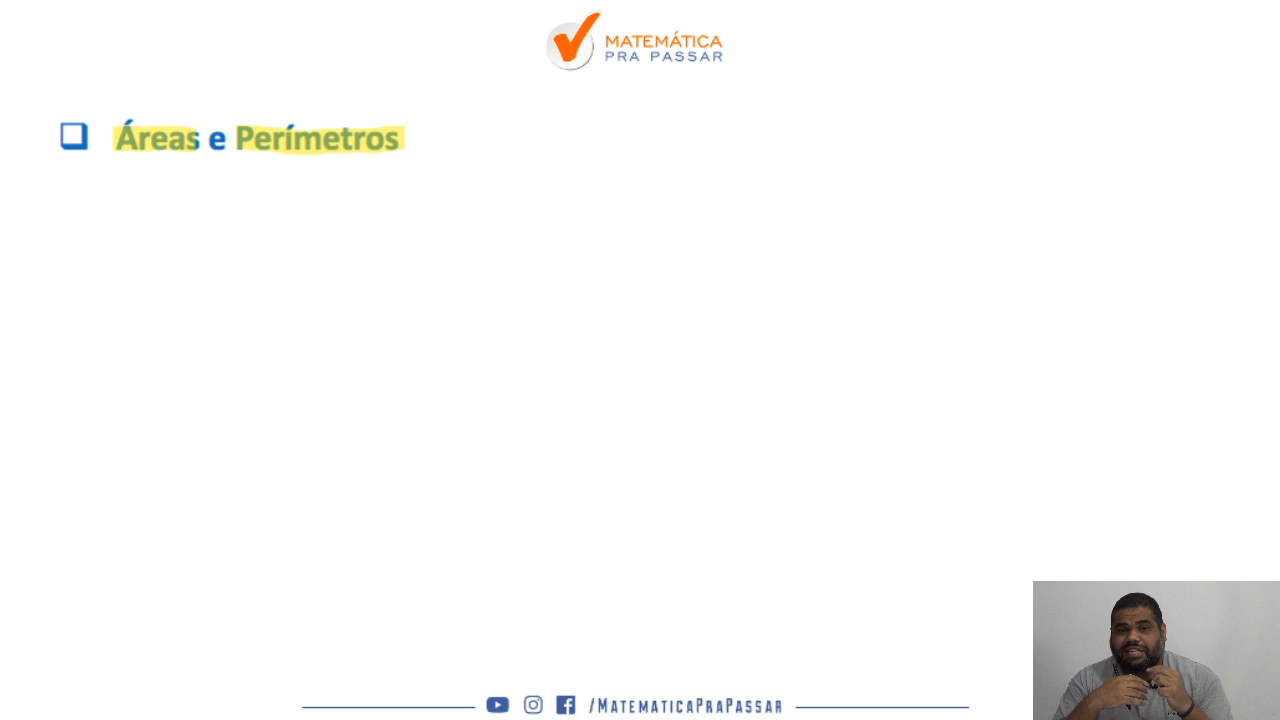 MATEMÁTICA
PRA PASSAR
Áreas e Perímetros
/MATEMATICAPRAPASSAR